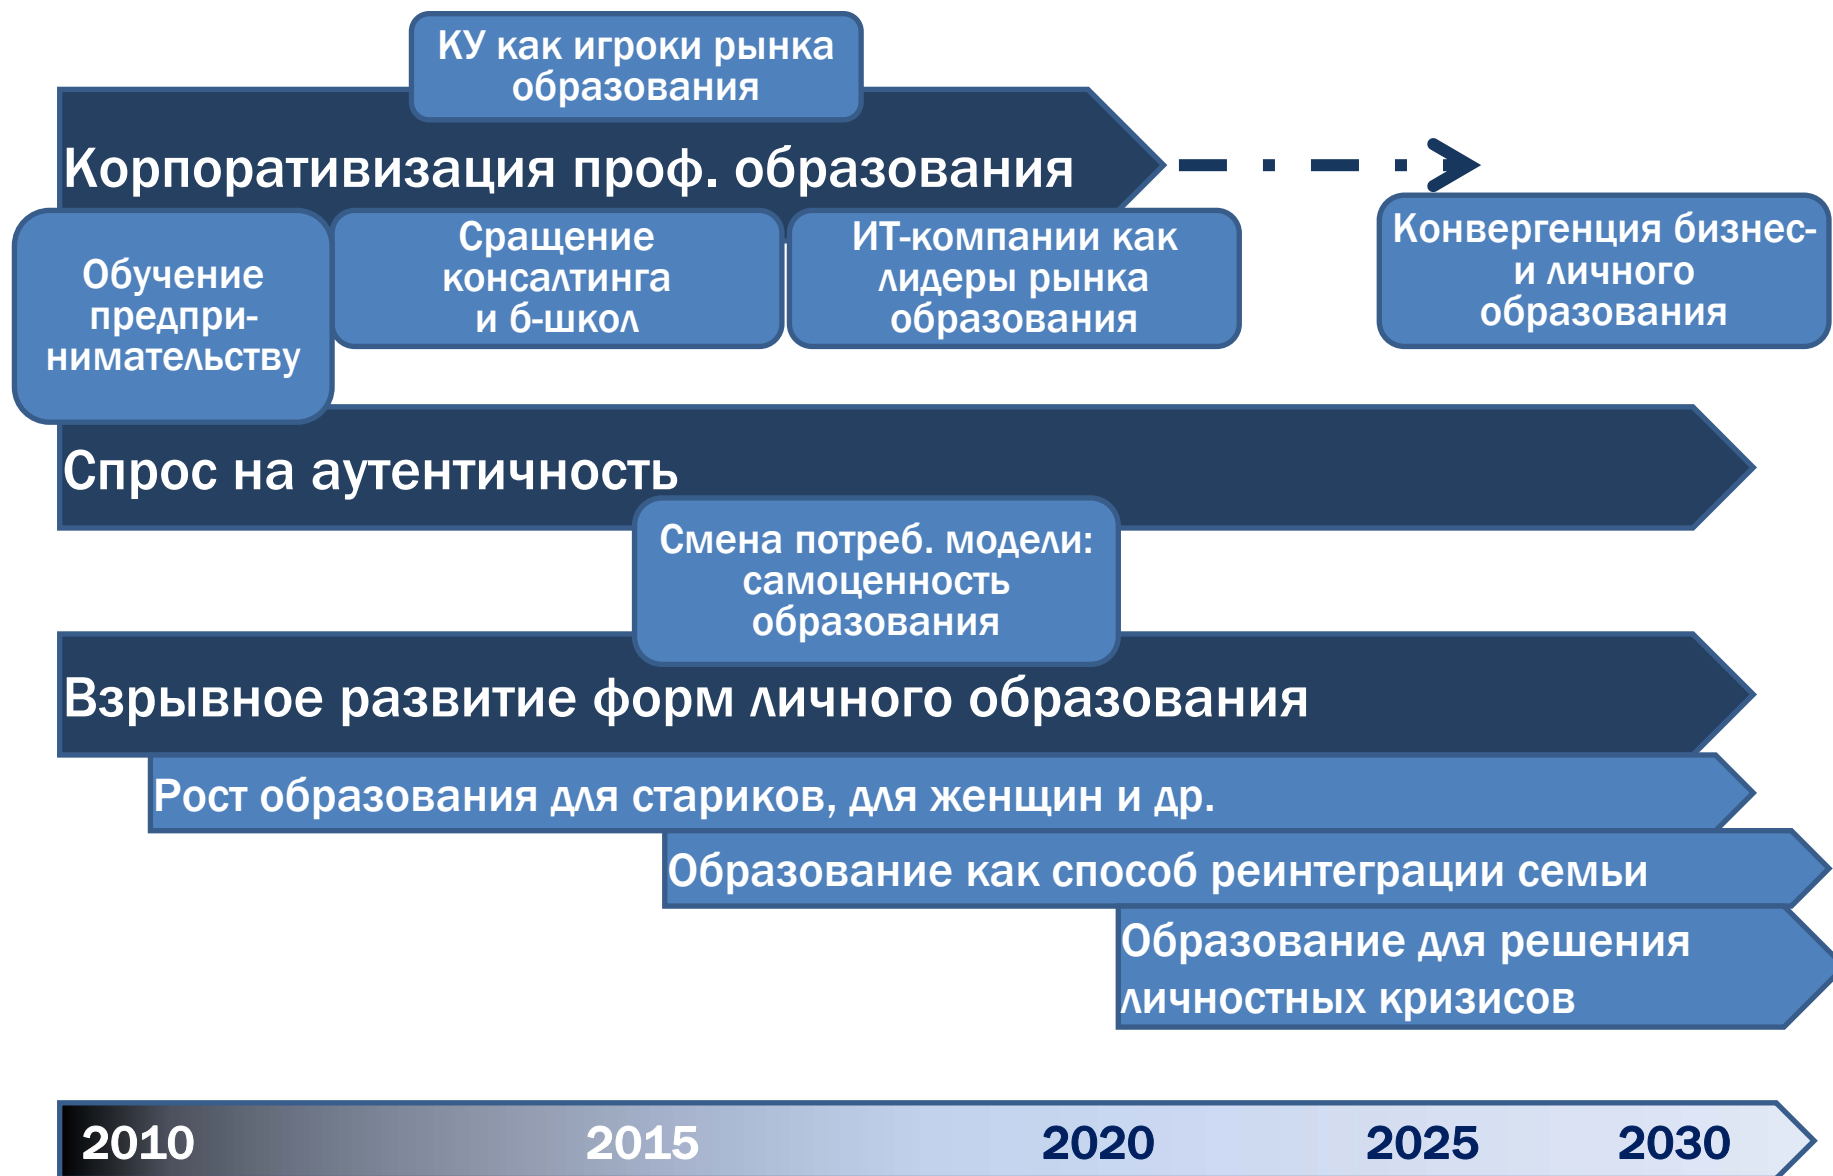 КУ как игроки рынка
образования
Корпоративизация проф. образования
Обучение
предпри-
нимательству
Сращение
консалтинга
и б-школ
ИТ-компании как
лидеры рынка
образования
Конвергенция бизнес-
и личного
образования
Спрос на аутентичность
Смена потреб. модели:
самоценность
образования
Взрывное развитие форм личного образования
Рост образования для стариков, для женщин и др.
Образование как способ реинтеграции семьи
Образование для решения
личностных кризисов
2010 2015 2020 2025 2030